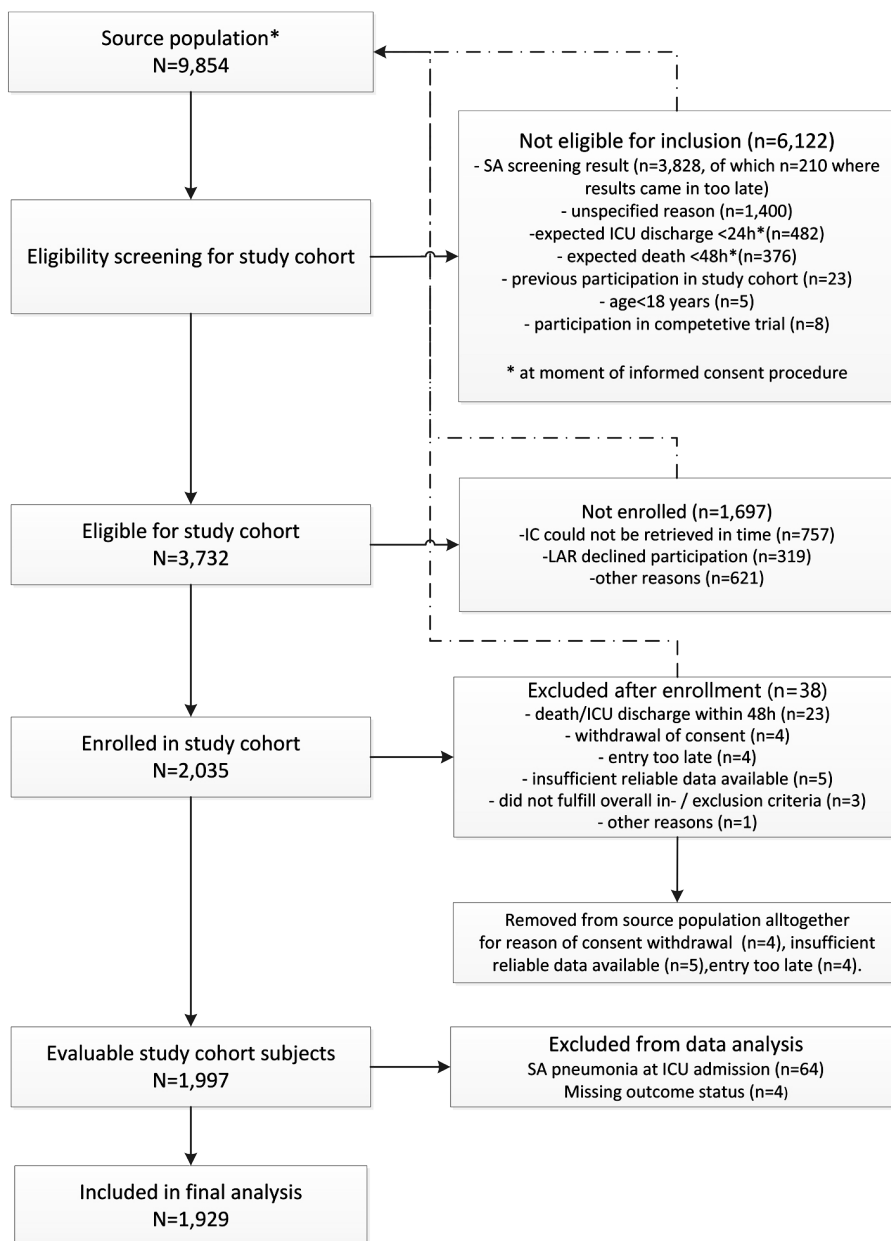 Source population*
N=9,854
Not eligible for inclusion (n=6,122)
- SA screening result (n=3,828, of which n=210 where
results came in too late)
- unspecified reason (n=1,400)
-expected ICU discharge <24h*(n=482)
- expected death <48h*(n=376)
- previous participation in study cohort (n=23)
- age<18 years (n=5)
- participation in competetive trial (n=8)
* at moment of informed consent procedure
Eligibility screening for study cohort
Eligible for study cohort
N=3,732
Not enrolled (n=1,697)
-IC could not be retrieved in time (n=757)
-LAR declined participation (n=319)
-other reasons (n=621)
Enrolled in study cohort
N=2,035
Excluded after enrollment (n=38)
- death/ICU discharge within 48h (n=23)
- withdrawal of consent (n=4)
- entry too late (n=4)
- insufficient reliable data available (n=5)
- did not fulfill overall in- / exclusion criteria (n=3)
- other reasons (n=1)
Removed from source population altogether
for reason of consent withdrawal (n=4), insufficient
reliable data available (n=5),entry too late (n=4).
Evaluable study cohort subjects
N=1,997
Excluded from data analysis
SA pneumonia at ICU admission (n=64)
Missing outcome status (n=4)
Included in final analysis
N=1,929